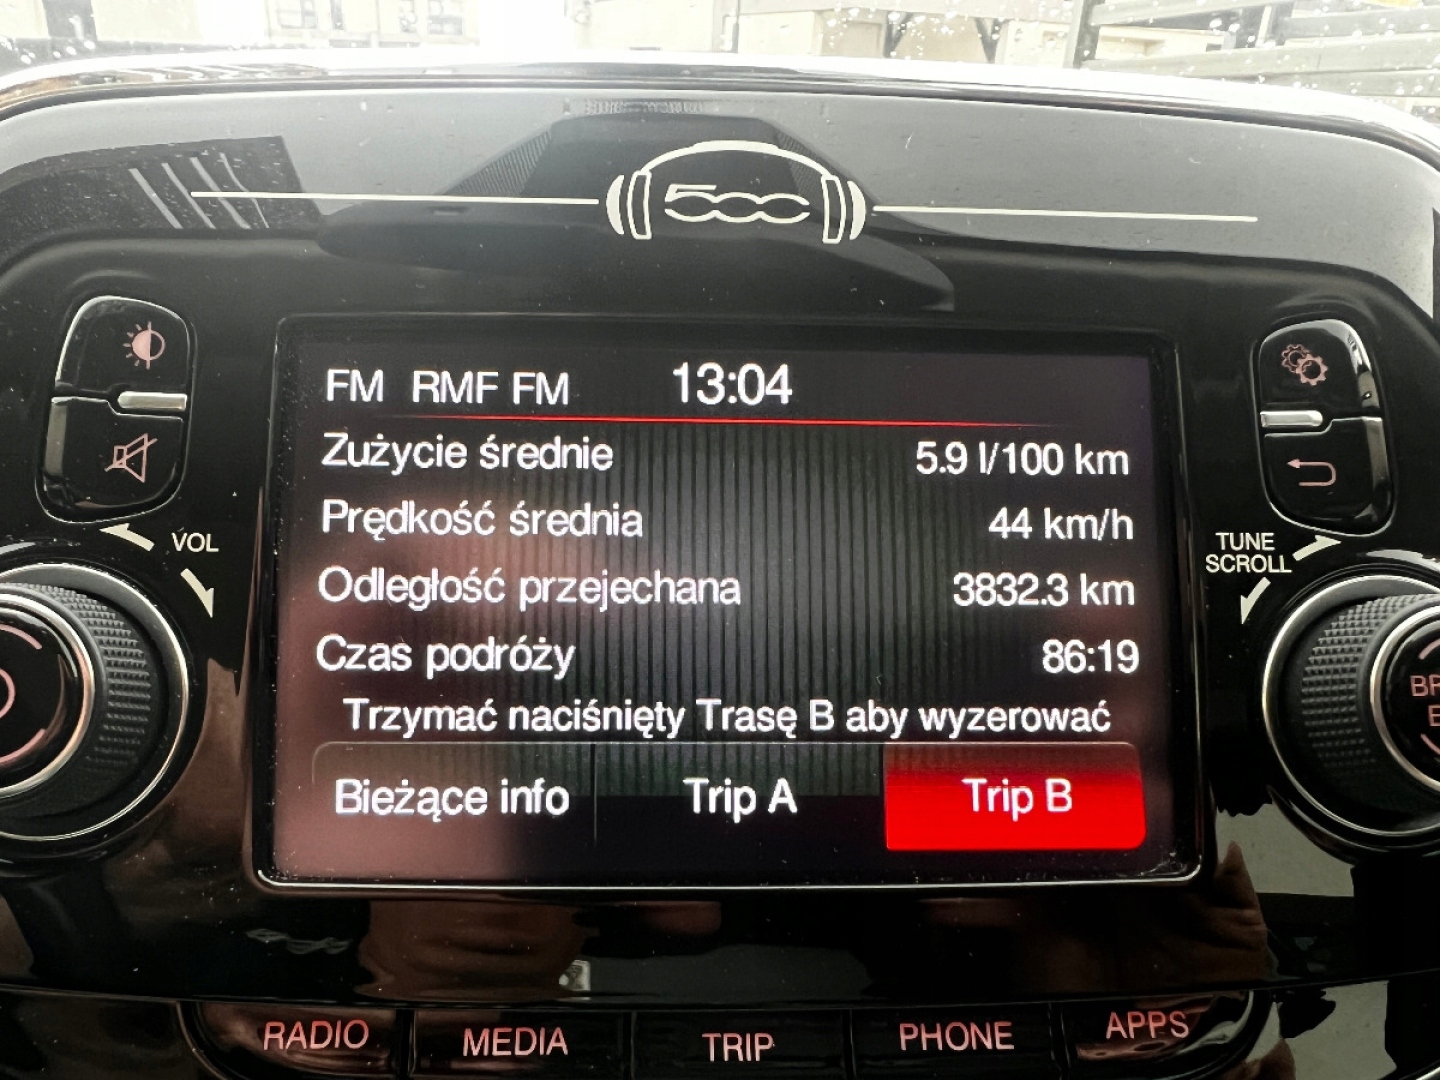 500
FM RMF FM 13:04
Zużycie średnie 5.9 l/100 km
Prędkość średnia 44 km/h
VOL
TUNE
SCROLL
Odległość przejechana 3832.3 km
Czas podróży 86:19
Trzymać naciśnięty Trasę B aby wyzerować
Bieżące info Trip A Trip B
RADIO MEDIA TRIP PHONE APPS